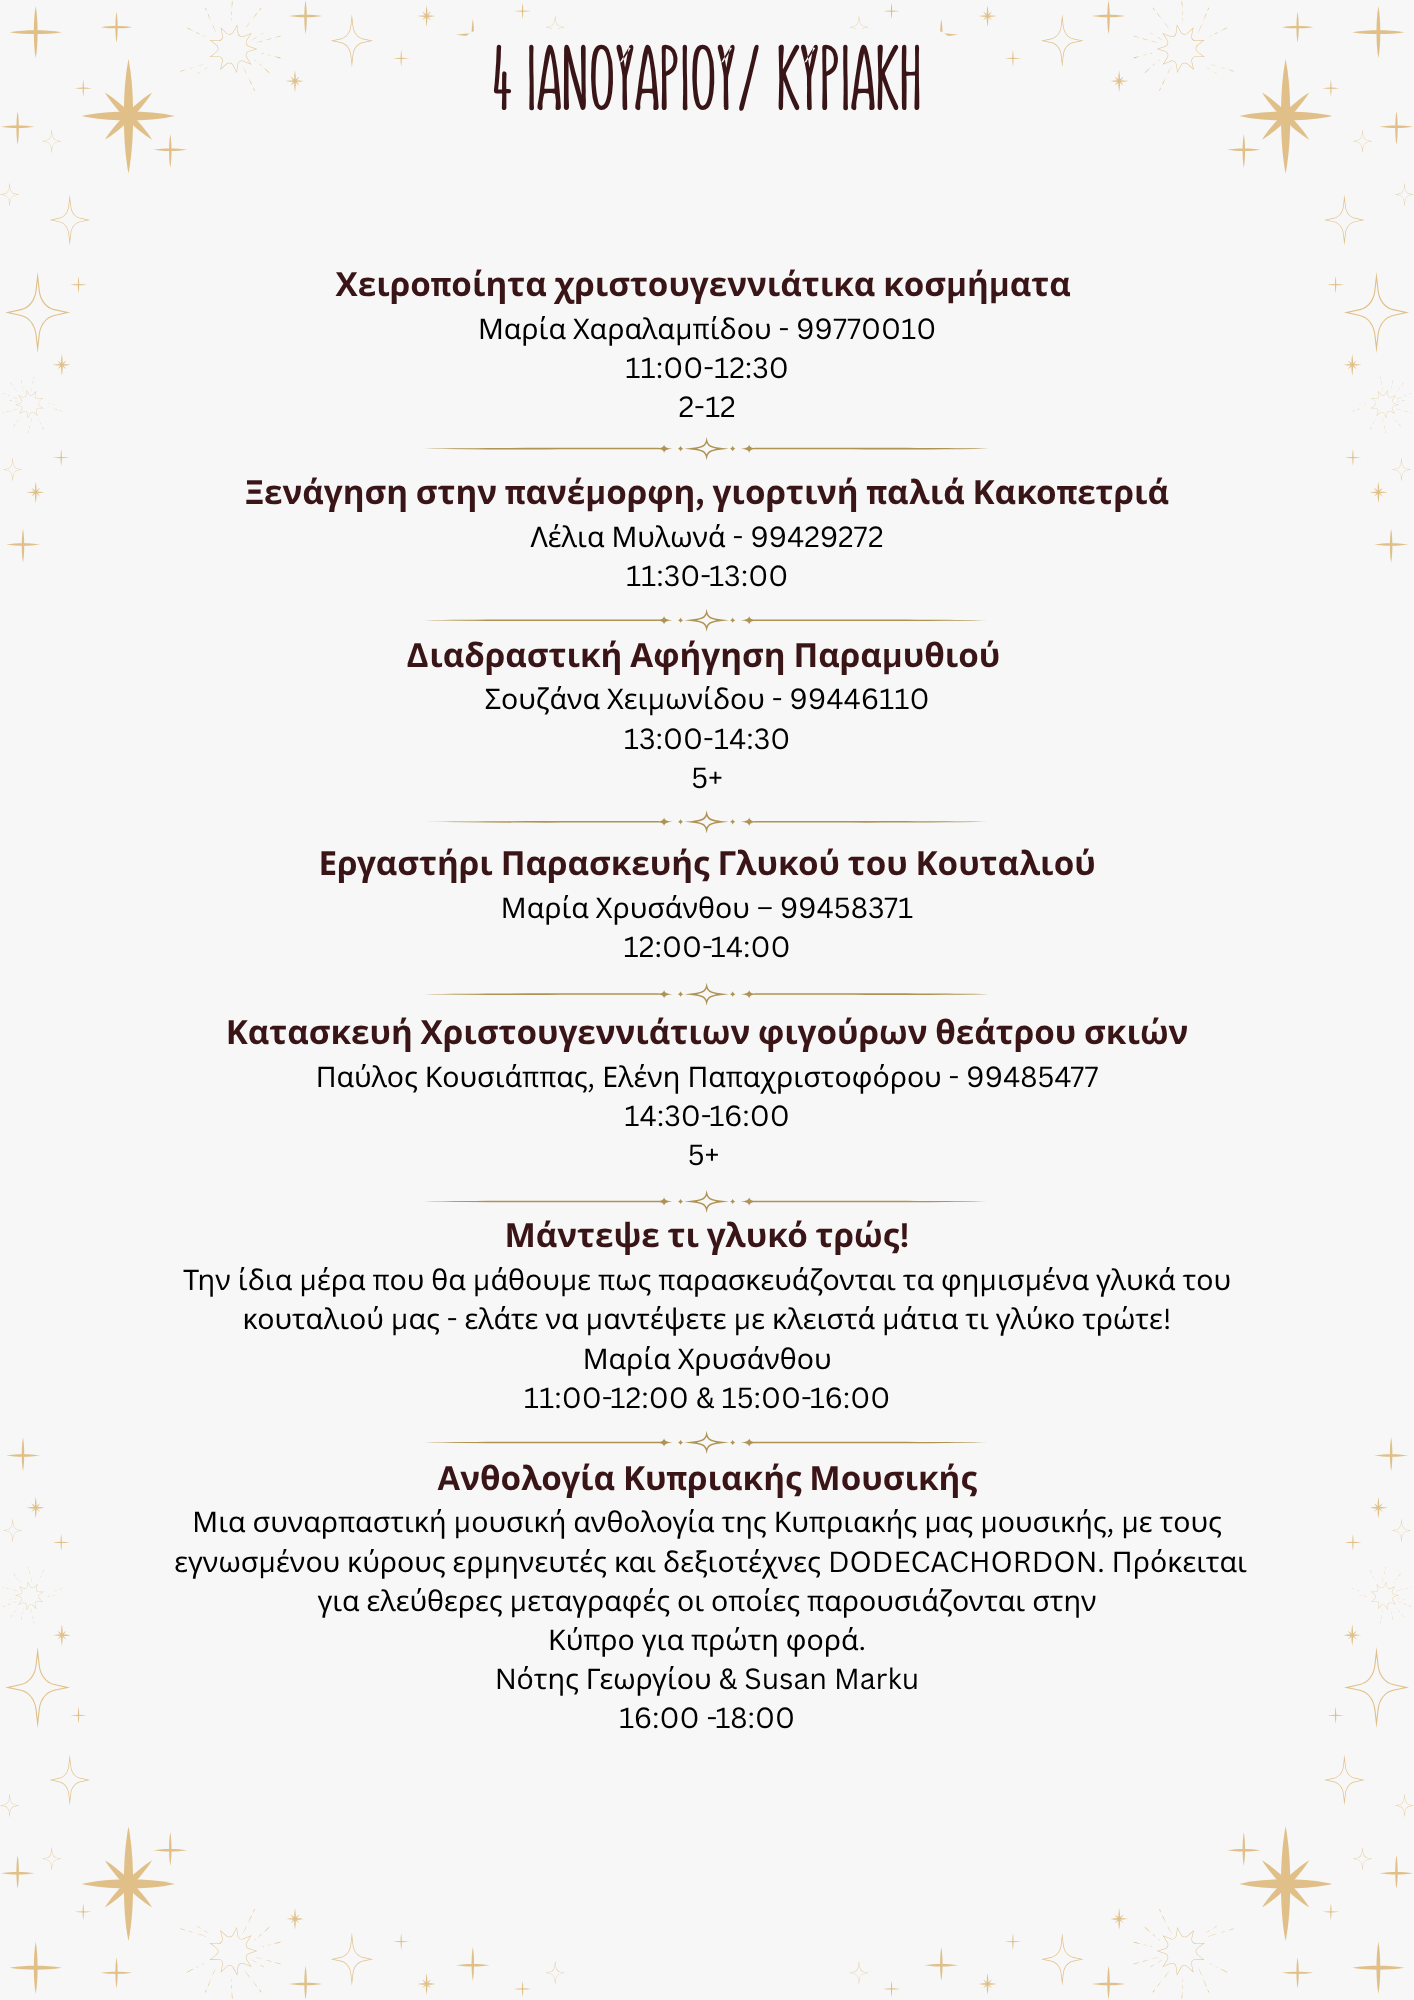 4 ΙΑΝΟΥΑΡΙΟΥ/ ΚΥΡΙΑΚΗ
Χειροποίητα χριστουγεννιάτικα κοσμήματα
Μαρία Χαραλαμπίδου - 99770010
11:00-12:30
2-12
Ξενάγηση στην πανέμορφη, γιορτινή παλιά Κακοπετριά
Λέλια Μυλωνά - 99429272
11:30-13:00
Διαδραστική Αφήγηση Παραμυθιού
Σουζάνα Χειμωνίδου - 99446110
13:00-14:30
5+
Εργαστήρι Παρασκευής Γλυκού του Κουταλιού
Μαρία Χρυσάνθου – 99458371
12:00-14:00
Κατασκευή Χριστουγεννιάτιων φιγούρων θεάτρου σκιών
Παύλος Κουσιάππας, Ελένη Παπαχριστοφόρου - 99485477
14:30-16:00
5+
Μάντεψε τι γλυκό τρώς!
Την ίδια μέρα που θα μάθουμε πως παρασκευάζονται τα φημισμένα γλυκά του
κουταλιού μας - ελάτε να μαντέψετε με κλειστά μάτια τι γλύκο τρώτε!
Μαρία Χρυσάνθου
11:00-12:00 & 15:00-16:00
Ανθολογία Κυπριακής Μουσικής
Μια συναρπαστική μουσική ανθολογία της Κυπριακής μας μουσικής, με τους
εγνωσμένου κύρους ερμηνευτές και δεξιοτέχνες DODECACHORDON. Πρόκειται
για ελεύθερες μεταγραφές οι οποίες παρουσιάζονται στην
Κύπρο για πρώτη φορά.
Νότης Γεωργίου & Susan Marku
16:00 -18:00